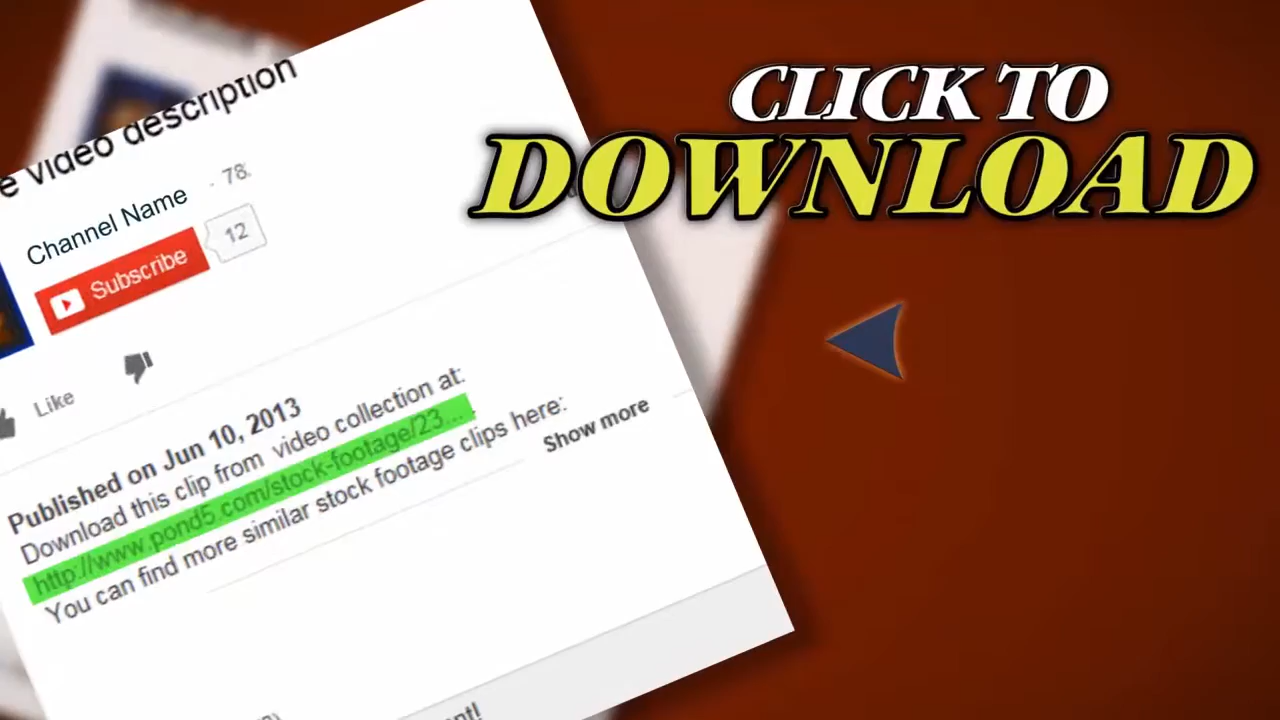 CLICK TO
DOWNLOAD
e video description
Channel Name
78
Subscribe
12
Like
Published on Jun 10, 2013
Download this clip from video collection at:
http://www.pond5.com/stock-footage/23...
You can find more similar stock footage clips here:
Show more